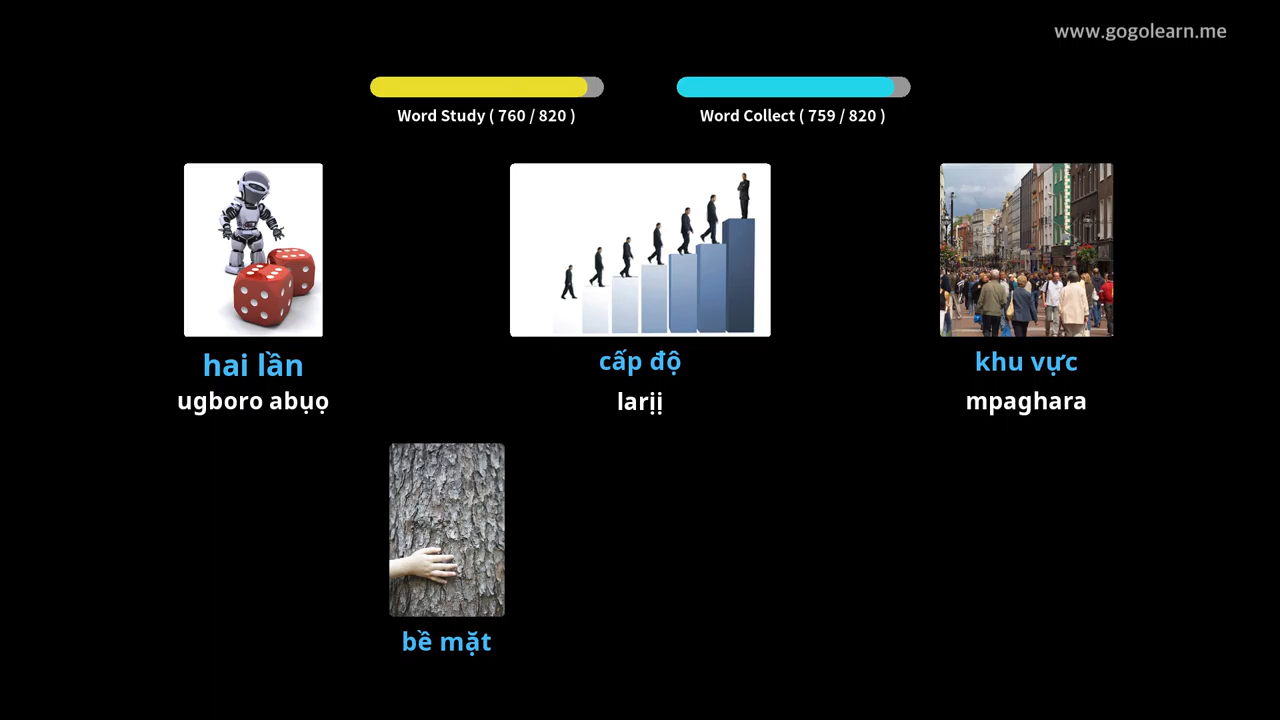 www.gogolearn.me
Word Study ( 760 / 820 )
Word Collect ( 759 / 820 )
hai lần
ugboro abụọ
cấp độ
larịị
khu vực
mpaghara
bề mặt